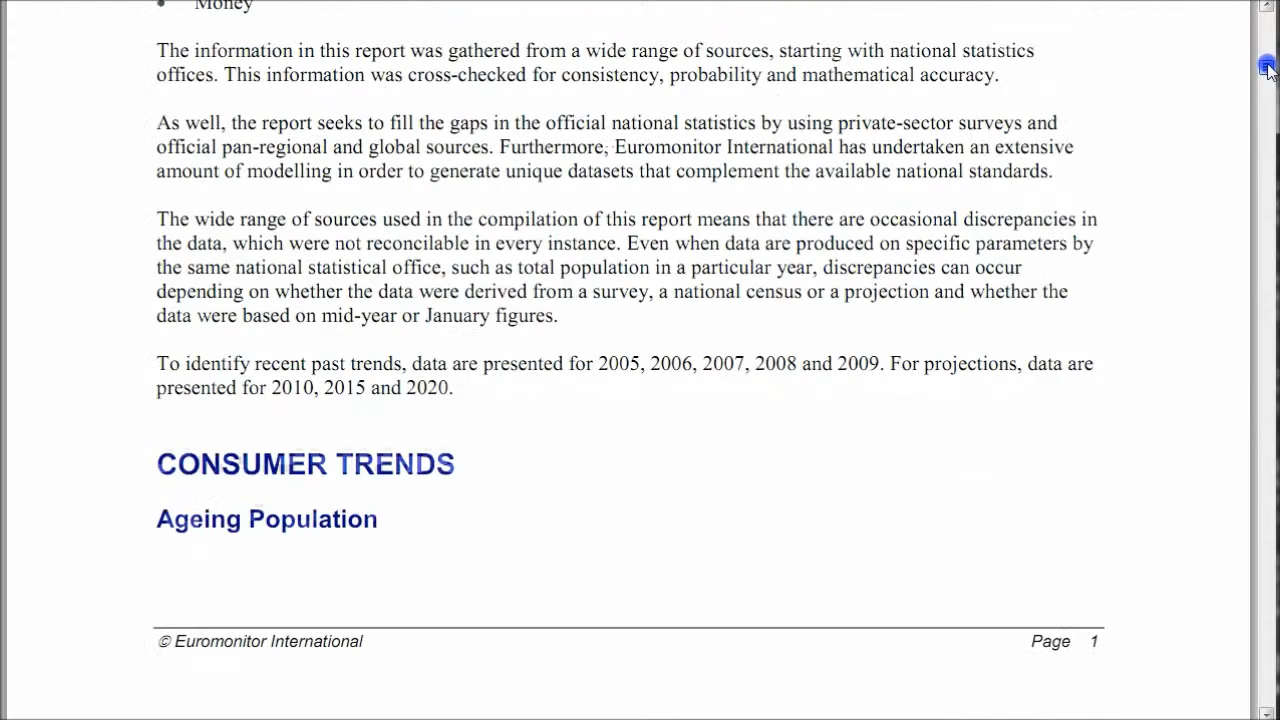 • Money
The information in this report was gathered from a wide range of sources, starting with national statistics
offices. This information was cross-checked for consistency, probability and mathematical accuracy.
As well, the report seeks to fill the gaps in the official national statistics by using private-sector surveys and
official pan-regional and global sources. Furthermore, Euromonitor International has undertaken an extensive
amount of modelling in order to generate unique datasets that complement the available national standards.
The wide range of sources used in the compilation of this report means that there are occasional discrepancies in
the data, which were not reconcilable in every instance. Even when data are produced on specific parameters by
the same national statistical office, such as total population in a particular year, discrepancies can occur
depending on whether the data were derived from a survey, a national census or a projection and whether the
data were based on mid-year or January figures.
To identify recent past trends, data are presented for 2005, 2006, 2007, 2008 and 2009. For projections, data are
presented for 2010, 2015 and 2020.
CONSUMER TRENDS
Ageing Population
© Euromonitor International Page 1